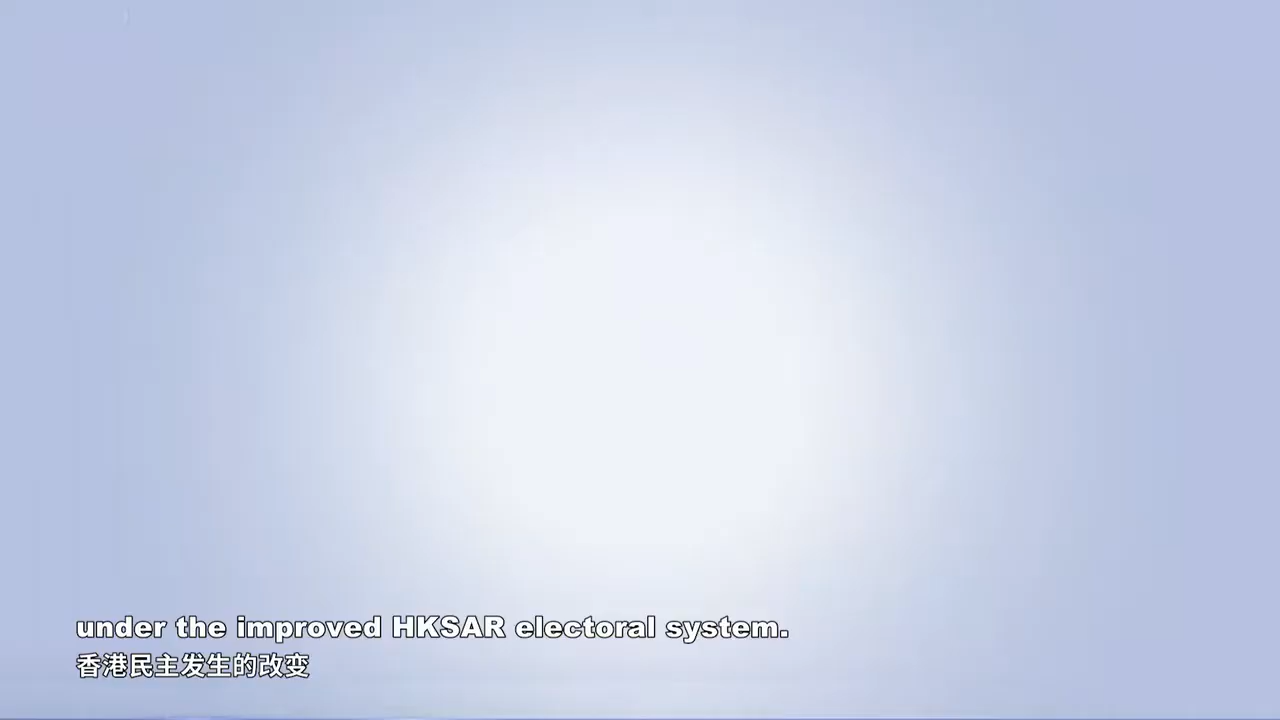 under the improved HKSAR electoral system.
香港民主发生的改变